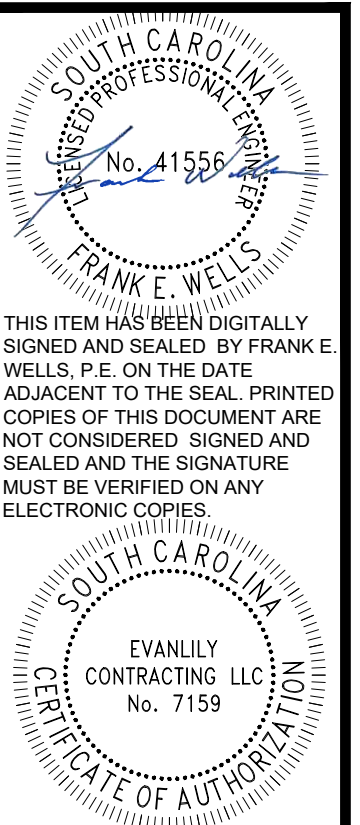 SOUTH CAROLINA
LICENSED PROFESSIONAL ENGINEER
No. 41556
Frank Wells
FRANK E. WELLS
THIS ITEM HAS BEEN DIGITALLY
SIGNED AND SEALED BY FRANK E.
WELLS, P.E. ON THE DATE
ADJACENT TO THE SEAL. PRINTED
COPIES OF THIS DOCUMENT ARE
NOT CONSIDERED SIGNED AND
SEALED AND THE SIGNATURE
MUST BE VERIFIED ON ANY
ELECTRONIC COPIES.
SOUTH CAROLINA
EVANLILY
CONTRACTING LLC
No. 7159
CERTIFICATE OF AUTHORIZATION